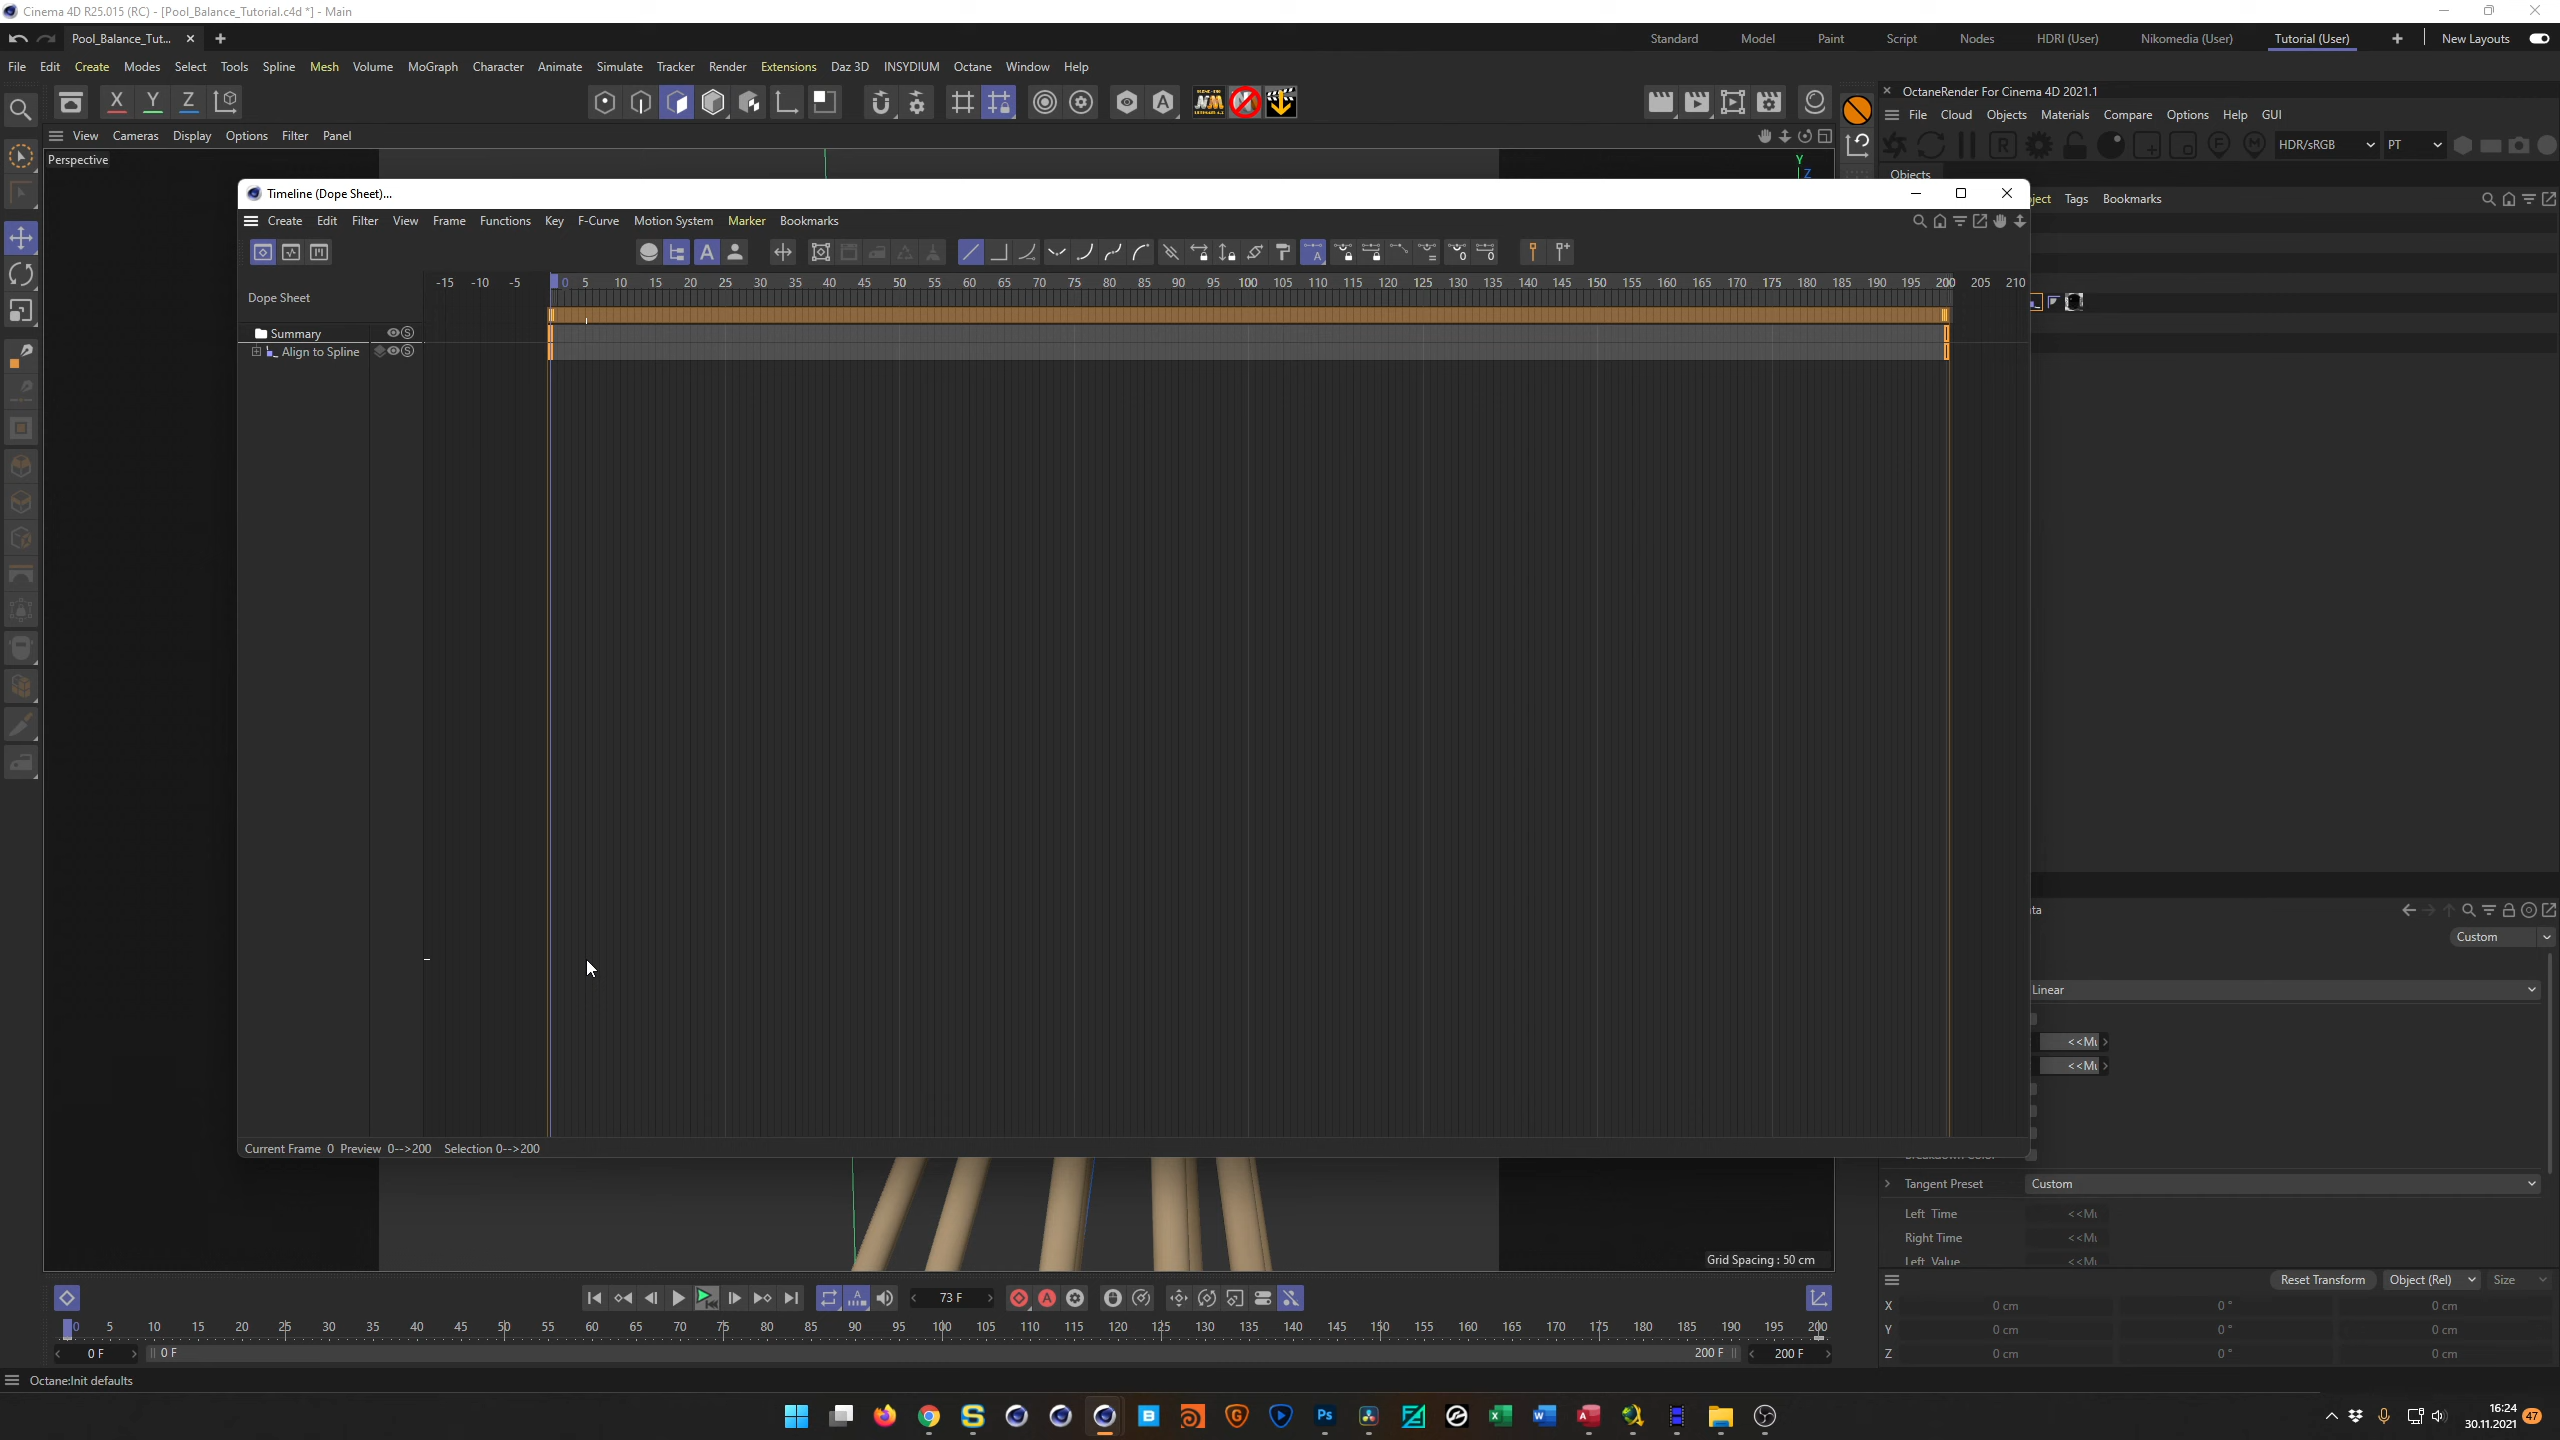 Cinema 4D R25.015 (RC) - [Pool_Balance_Tutorial.c4d *] - Main
Pool_Balance_Tut...
Standard Model Paint Script Nodes HDRI (User) Nikomedia (User) Tutorial (User) New Layouts
File Edit Create Modes Select Tools Spline Mesh Volume MoGraph Character Animate Simulate Tracker Render Extensions Daz 3D INSYDIUM Octane Window Help
X Y Z
OctaneRender For Cinema 4D 2021.1
File Cloud Objects Materials Compare Options Help GUI
View Cameras Display Options Filter Panel
HDR/sRGB PT
Perspective
Y
Z
Objects
Timeline (Dope Sheet)...
ject Tags Bookmarks
Create Edit Filter View Frame Functions Key F-Curve Motion System Marker Bookmarks
-15 -10 -5 0 5 10 15 20 25 30 35 40 45 50 55 60 65 70 75 80 85 90 95 100 105 110 115 120 125 130 135 140 145 150 155 160 165 170 175 180 185 190 195 200 205 210
Dope Sheet
Summary
Align to Spline
ta
Custom
Linear
<<Mu
<<Mu
Current Frame 0 Preview 0-->200 Selection 0-->200
Tangent Preset Custom
Left Time <<Mu
Right Time <<Mu
Left Value <<Mu
Grid Spacing : 50 cm
Reset Transform Object (Rel) Size
73 F
X 0 cm 0 ° 0 cm
0 5 10 15 20 25 30 35 40 45 50 55 60 65 70 75 80 85 90 95 100 105 110 115 120 125 130 135 140 145 150 155 160 165 170 175 180 185 190 195 200
Y 0 cm 0 ° 0 cm
0 F 0 F 200 F 200 F
Z 0 cm 0 ° 0 cm
Octane:Init defaults
16:24
30.11.2021
47